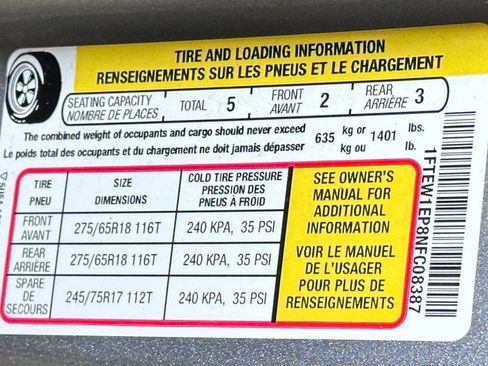 TIRE AND LOADING INFORMATION
RENSEIGNEMENTS SUR LES PNEUS ET LE CHARGEMENT
SEATING CAPACITY TOTAL 5 FRONT 2 REAR 3
NOMBRE DE PLACES AVANT ARRIÈRE
The combined weight of occupants and cargo should never exceed 635 kg or 1401 lbs.
Le poids total des occupants et du chargement ne doit jamais dépasser kg ou lb.
TIRE SIZE COLD TIRE PRESSURE
PNEU DIMENSIONS PRESSION DES PNEUS À FROID
FRONT AVANT 275/65R18 116T 240 KPA, 35 PSI
REAR ARRIÈRE 275/65R18 116T 240 KPA, 35 PSI
SPARE DE SECOURS 245/75R17 112T 240 KPA, 35 PSI
SEE OWNER'S
MANUAL FOR
ADDITIONAL
INFORMATION
VOIR LE MANUEL
DE L'USAGER
POUR PLUS DE
RENSEIGNEMENTS
1FTEW1EP8NFC08387